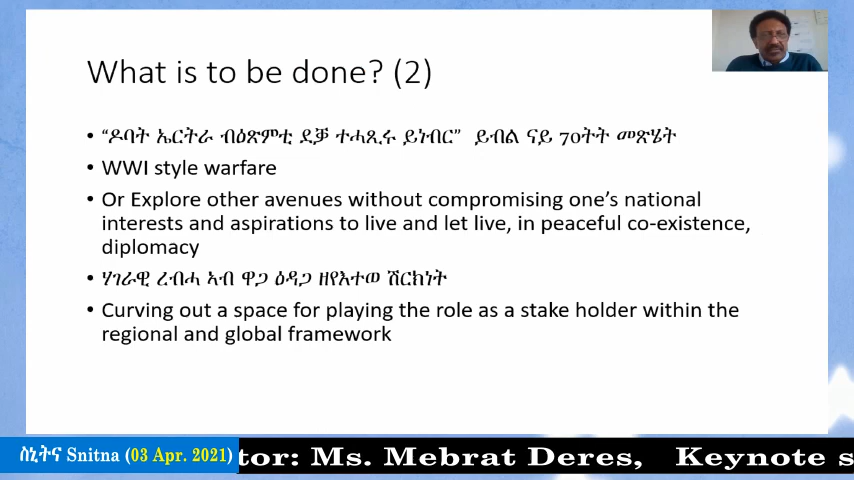 What is to be done? (2)
• “ዶባት ኤርትራ ብዕጽምቲ ደቓ ተሓጺሩ ይነብር” ይብል ናይ 70ትት መጽሄት
• WWI style warfare
• Or Explore other avenues without compromising one’s national
interests and aspirations to live and let live, in peaceful co-existence,
diplomacy
• ሃገራዊ ረብሓ ኣብ ዋጋ ዕዳጋ ዘየእተወ ሽርክነት
• Curving out a space for playing the role as a stake holder within the
regional and global framework
ስኒትና Snitna (03 Apr. 2021) tor: Ms. Mebrat Deres, Keynote s